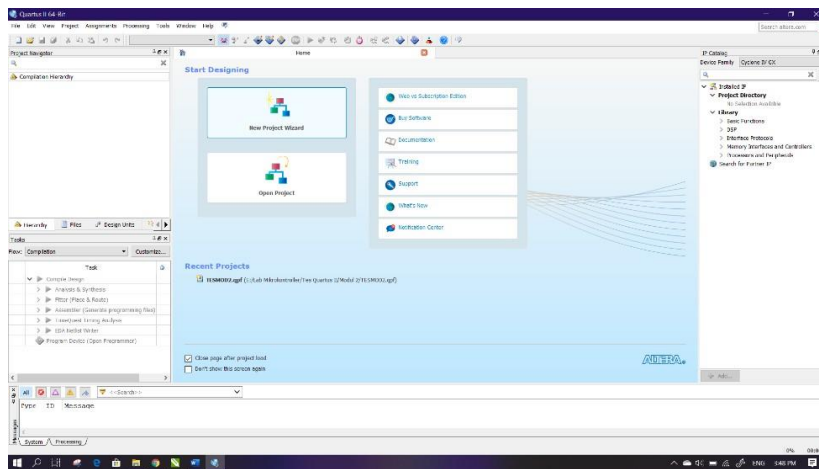 Quartus II 64-Bit
File Edit View Project Assignments Processing Tools Window Help
Search altera.com
Project Navigator
Compilation Hierarchy
Hierarchy Files Design Units
Tasks
Flow: Compilation Customize...
Task
Compile Design
Analysis & Synthesis
Fitter (Place & Route)
Assembler (Generate programming files)
TimeQuest Timing Analysis
EDA Netlist Writer
Program Device (Open Programmer)
Home
Start Designing
New Project Wizard
Open Project
Web vs Subscription Edition
Buy Software
Documentation
Training
Support
What's New
Notification Center
Recent Projects
TESMOD2.qpf
Close page after project load
Don't show this screen again
ALTERA
IP Catalog
Device Family Cyclone IV GX
Installed IP
Project Directory
No Selection Available
Library
Basic Functions
DSP
Interface Protocols
Memory Interfaces and Controllers
Processors and Peripherals
Search for Partner IP
Add...
All <<Search>>
Type ID Message
Messages
System Processing
0%
ENG 3:48 PM